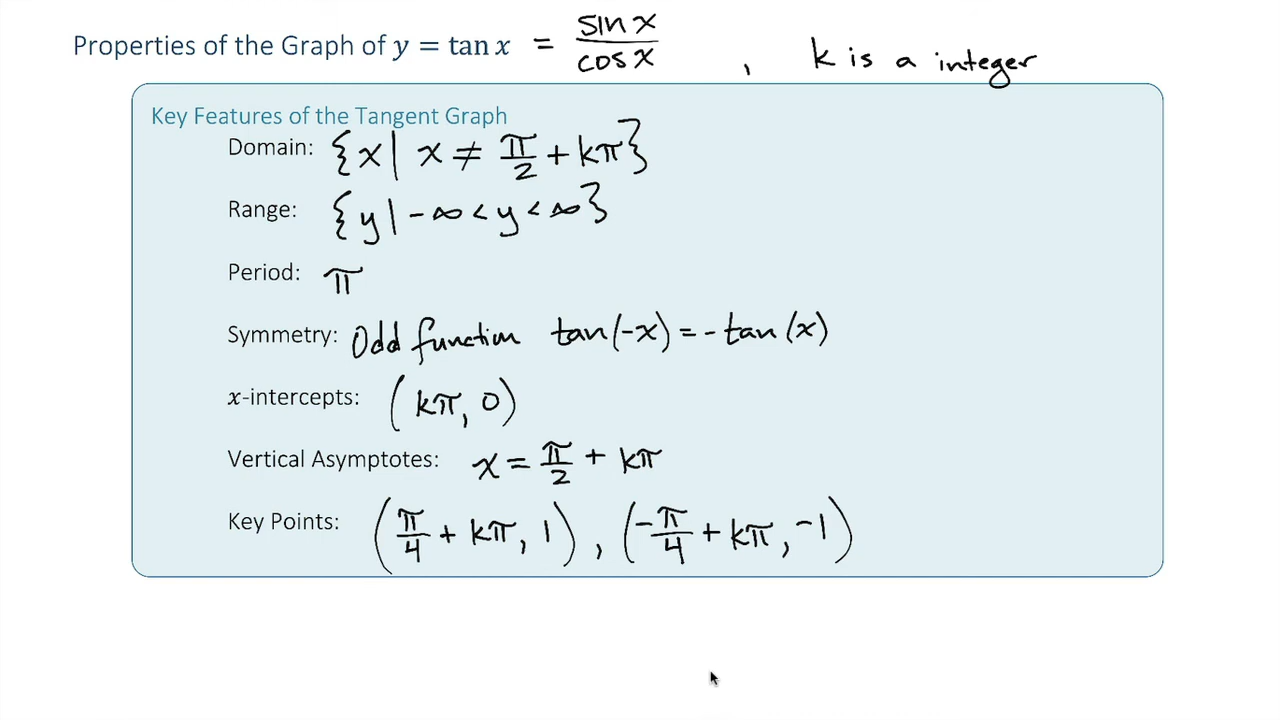 Properties of the Graph of y = tan x = sin x / cos x , k is a integer
Key Features of the Tangent Graph
Domain: {x| x ≠ π/2 + kπ}
Range: {y| -∞ < y < ∞}
Period: π
Symmetry: Odd function tan(-x) = - tan(x)
x-intercepts: (kπ, 0)
Vertical Asymptotes: x = π/2 + kπ
Key Points: (π/4 + kπ, 1), (-π/4 + kπ, -1)